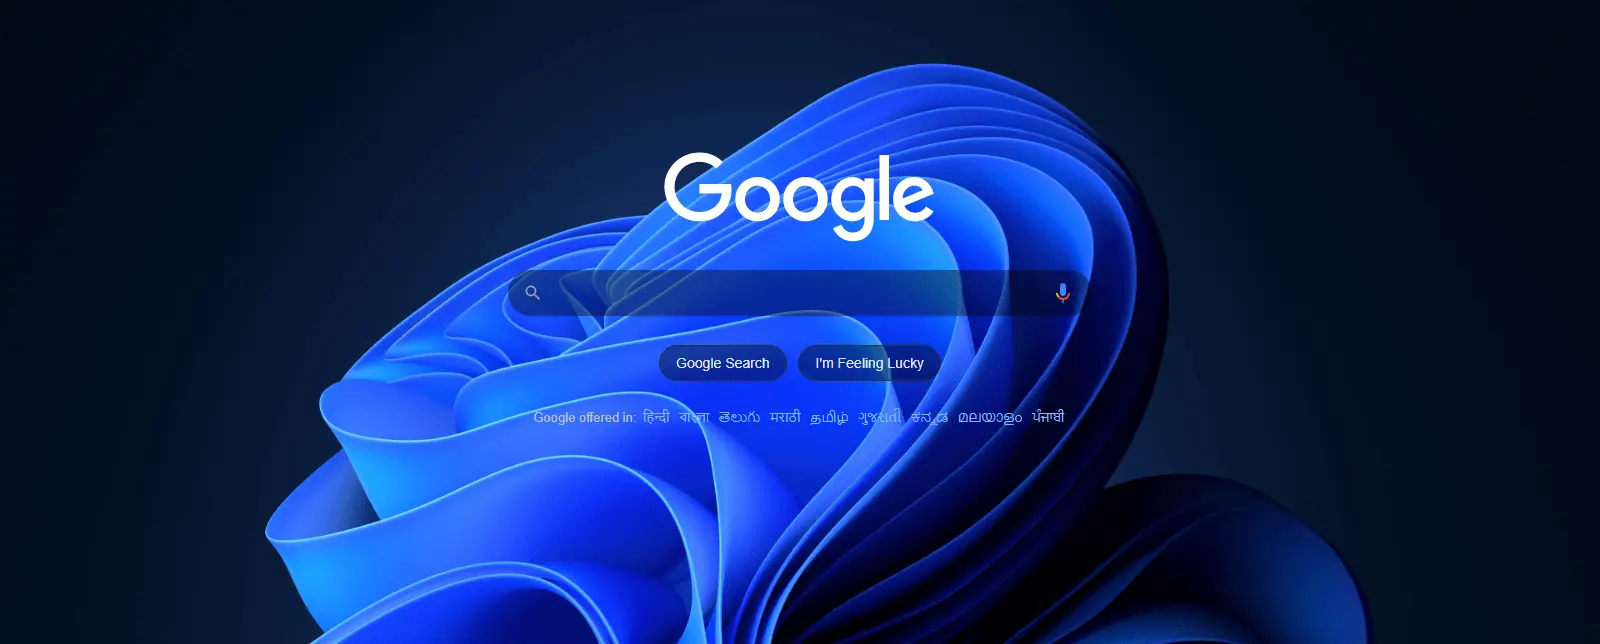 Google
Google Search I'm Feeling Lucky
Google offered in: हिन्दी বাংলা తెలుగు मराठी தமிழ் ગુજરાતી ಕನ್ನಡ മലയാളം ਪੰਜਾਬੀ